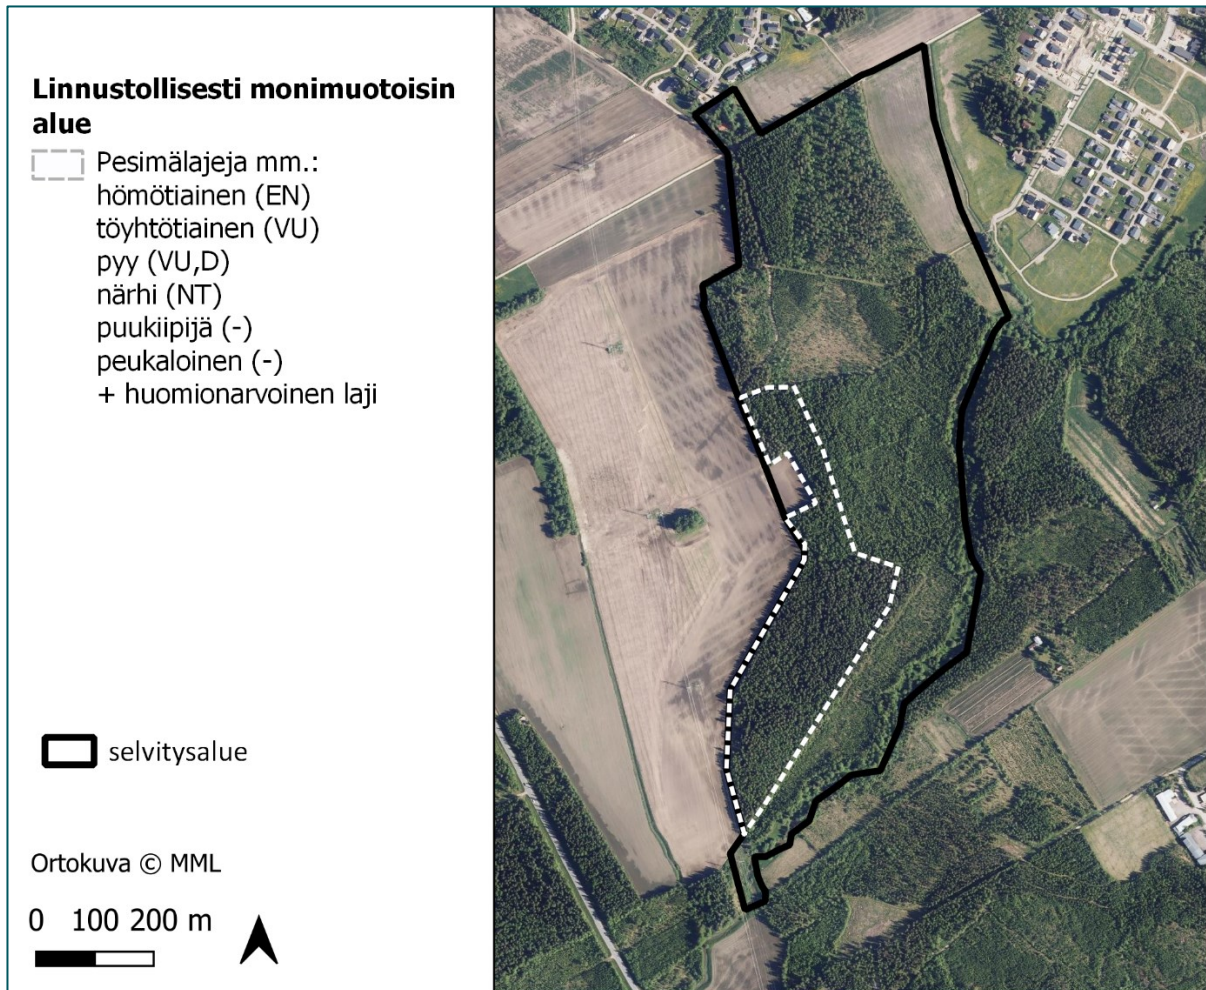 Linnustollisesti monimuotoisin
alue
Pesimälajeja mm.:
hömötiainen (EN)
töyhtötiainen (VU)
pyy (VU,D)
närhi (NT)
puukiipijä (-)
peukaloinen (-)
+ huomionarvoinen laji
selvitysalue
Ortokuva © MML
0 100 200 m